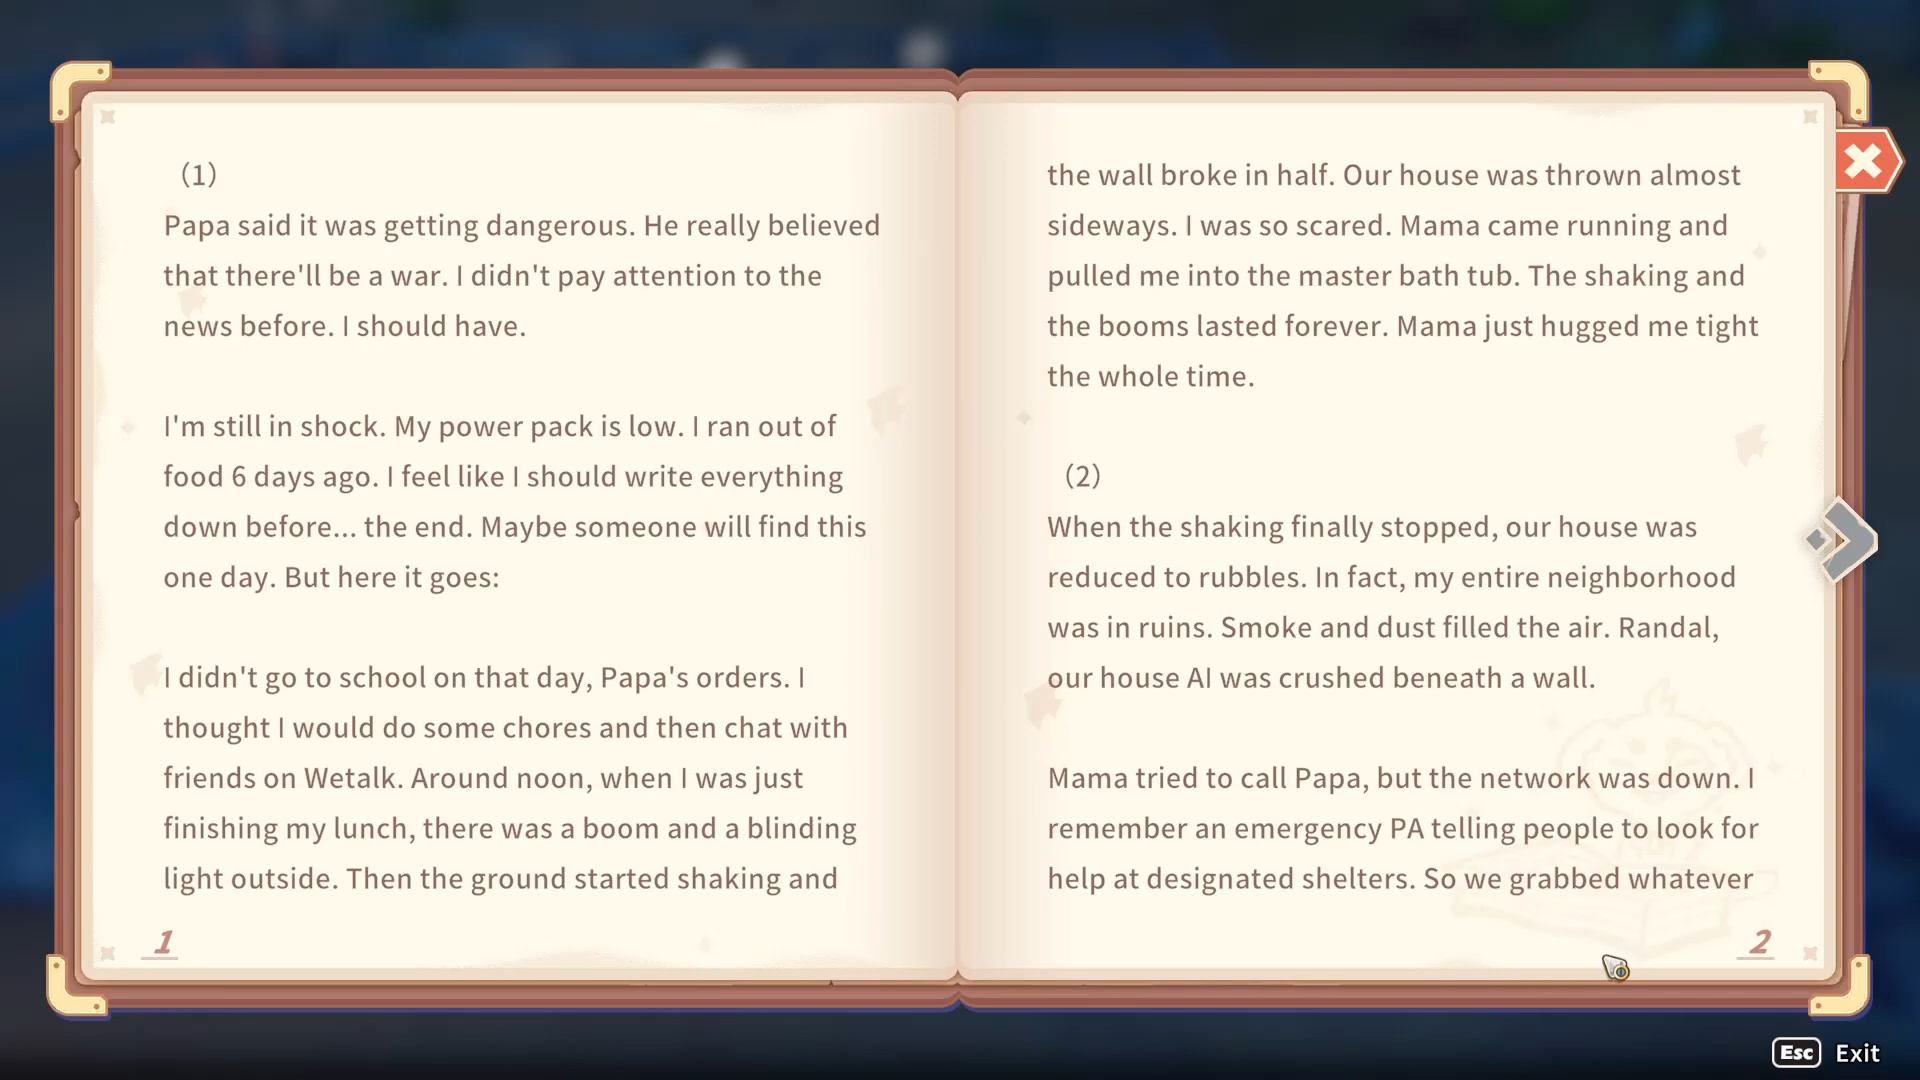 (1)
Papa said it was getting dangerous. He really believed
that there'll be a war. I didn't pay attention to the
news before. I should have.
I'm still in shock. My power pack is low. I ran out of
food 6 days ago. I feel like I should write everything
down before... the end. Maybe someone will find this
one day. But here it goes:
I didn't go to school on that day, Papa's orders. I
thought I would do some chores and then chat with
friends on Wetalk. Around noon, when I was just
finishing my lunch, there was a boom and a blinding
light outside. Then the ground started shaking and
1
the wall broke in half. Our house was thrown almost
sideways. I was so scared. Mama came running and
pulled me into the master bath tub. The shaking and
the booms lasted forever. Mama just hugged me tight
the whole time.
(2)
When the shaking finally stopped, our house was
reduced to rubbles. In fact, my entire neighborhood
was in ruins. Smoke and dust filled the air. Randal,
our house AI was crushed beneath a wall.
Mama tried to call Papa, but the network was down. I
remember an emergency PA telling people to look for
help at designated shelters. So we grabbed whatever
2
Esc Exit